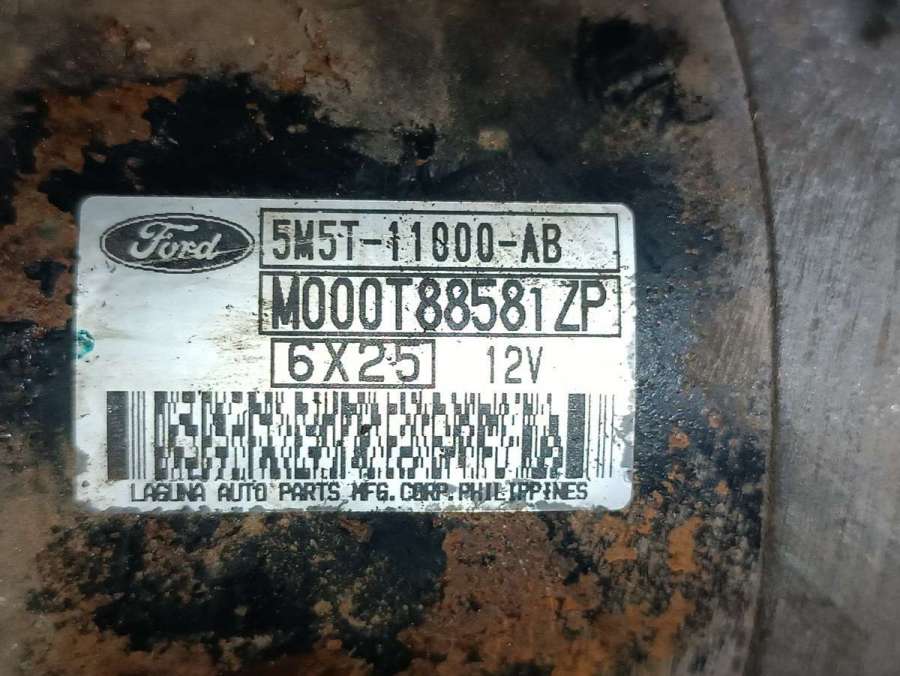 Ford
5M5T-11000-AB
M000T88581ZP
6X25
12V
LAGUNA AUTO PARTS MFG.CORP.PHILIPPINES